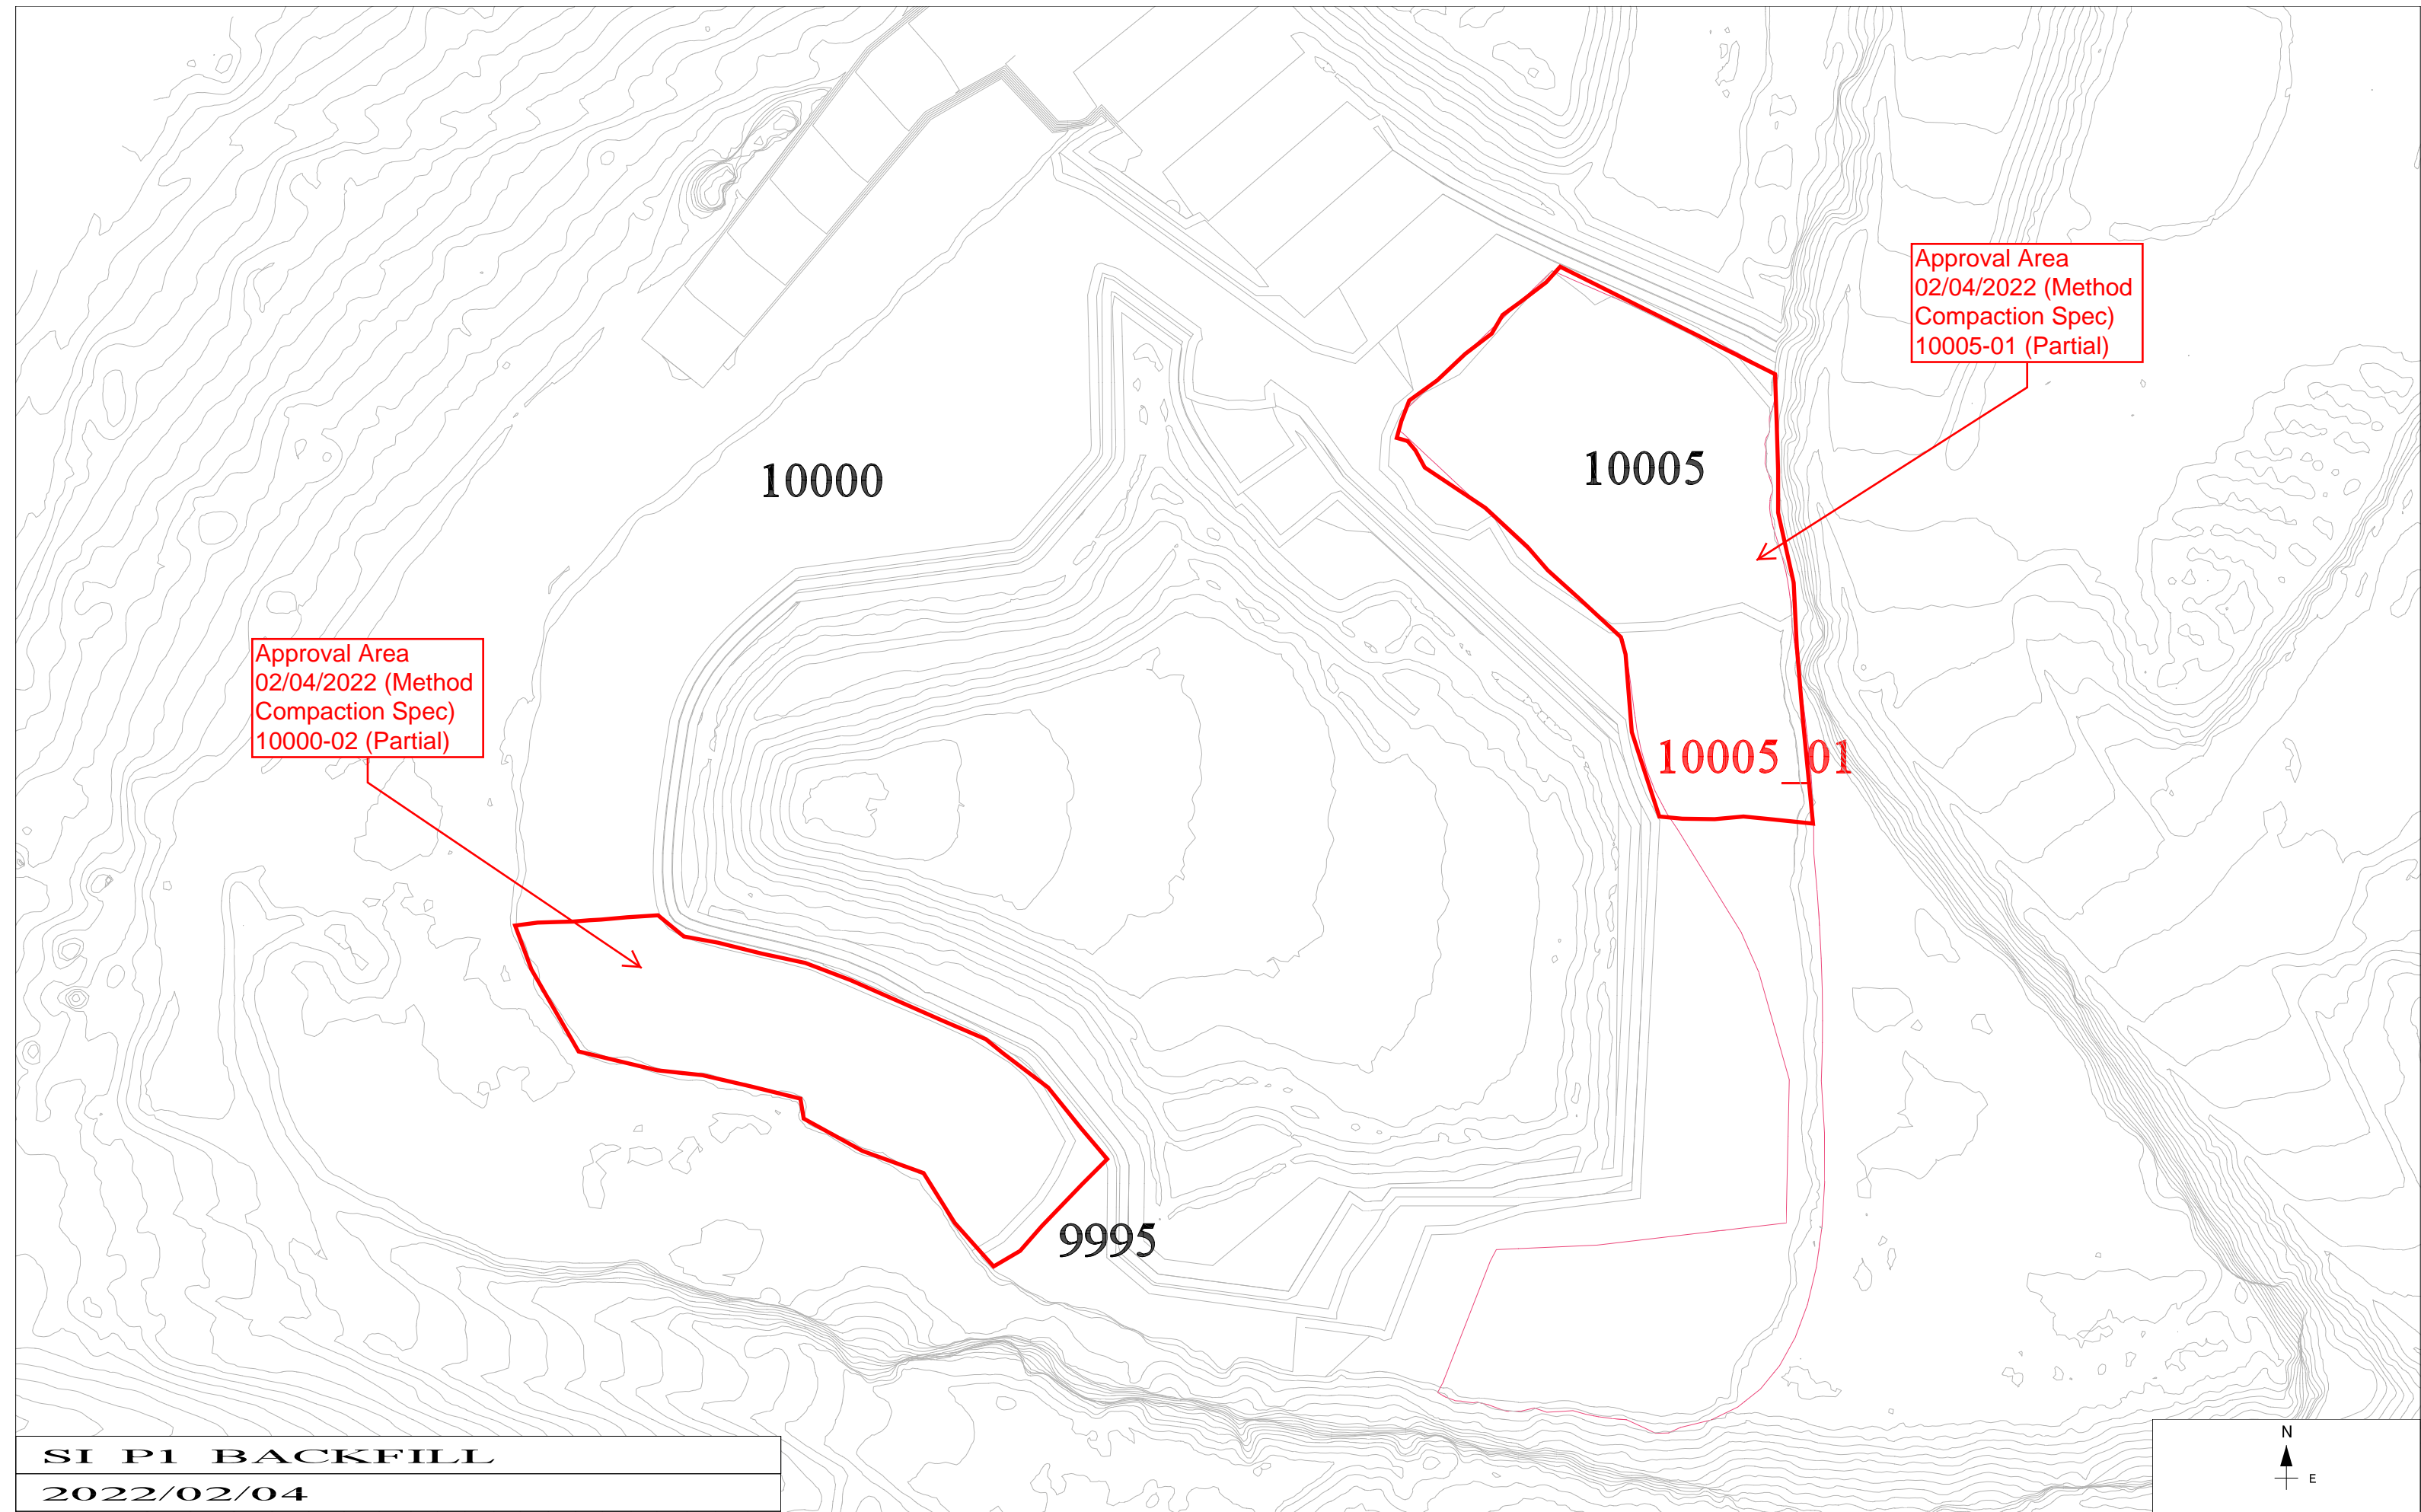 Approval Area
02/04/2022 (Method
Compaction Spec)
10005-01 (Partial)
10000
10005
Approval Area
02/04/2022 (Method
Compaction Spec)
10000-02 (Partial)
10005_01
9995
SI P1 BACKFILL
2022/02/04
N
E